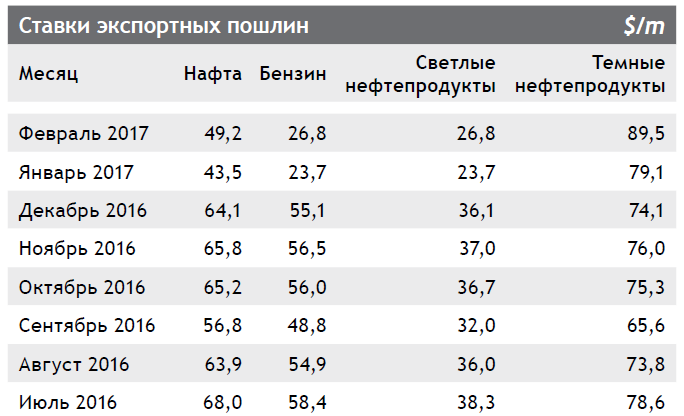 Ставки экспортных пошлин $/т
Месяц Нафта Бензин Светлые нефтепродукты Темные нефтепродукты
Февраль 2017 49,2 26,8 26,8 89,5
Январь 2017 43,5 23,7 23,7 79,1
Декабрь 2016 64,1 55,1 36,1 74,1
Ноябрь 2016 65,8 56,5 37,0 76,0
Октябрь 2016 65,2 56,0 36,7 75,3
Сентябрь 2016 56,8 48,8 32,0 65,6
Август 2016 63,9 54,9 36,0 73,8
Июль 2016 68,0 58,4 38,3 78,6